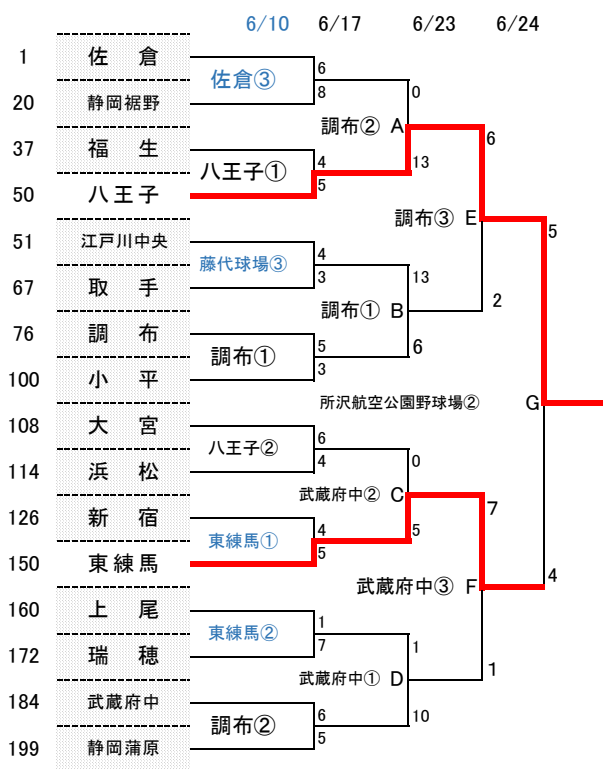 6/10 6/17 6/23 6/24
1 佐 倉
佐倉③
6
8
20 静岡裾野
0
調布② A
6
37 福 生
八王子①
4
5
13
50 八王子
調布③ E
5
51 江戸川中央
藤代球場③
4
3
13
67 取 手
2
調布① B
76 調 布
調布①
5
3
6
100 小 平
所沢航空公園野球場② G
108 大 宮
八王子②
6
4
0
114 浜 松
武蔵府中② C
7
126 新 宿
東練馬①
4
5
5
150 東練馬
武蔵府中③ F
4
160 上 尾
東練馬②
1
7
1
172 瑞 穂
1
武蔵府中① D
184 武蔵府中
調布②
6
5
10
199 静岡蒲原